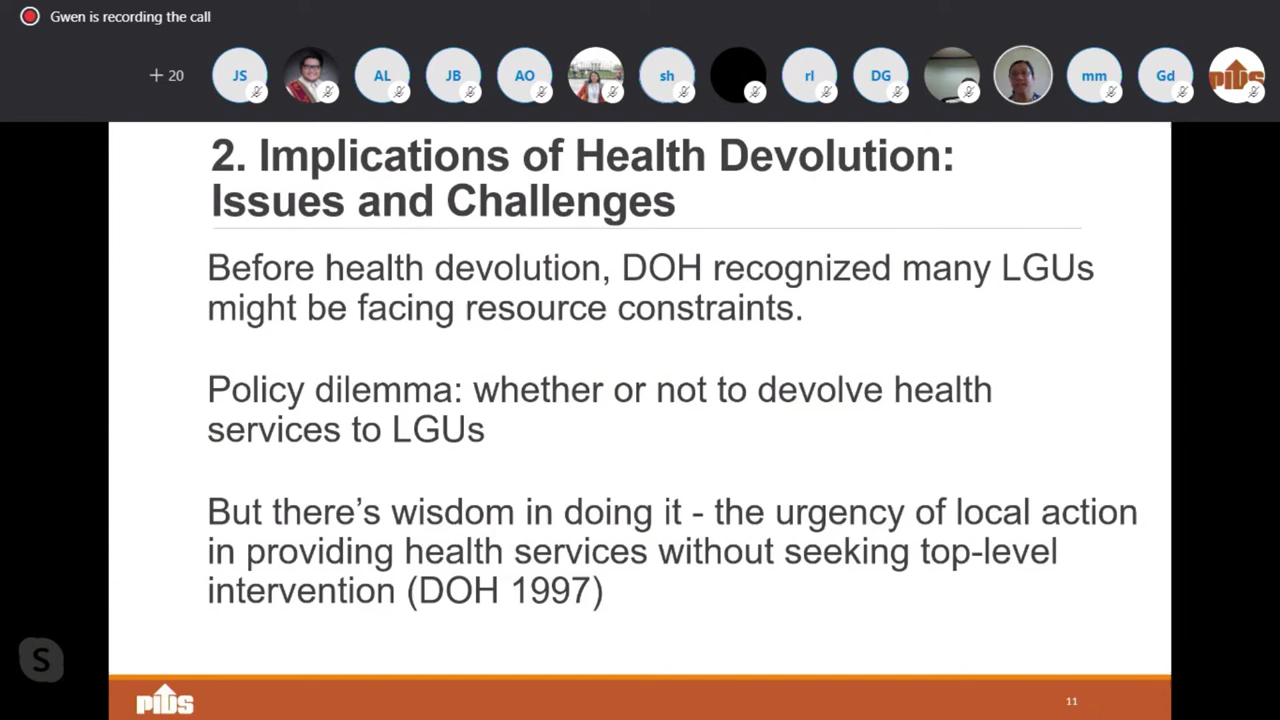 Gwen is recording the call
+ 20
JS
AL
JB
AO
sh
rl
DG
mm
Gd
PIDS
2. Implications of Health Devolution:
Issues and Challenges
Before health devolution, DOH recognized many LGUs
might be facing resource constraints.
Policy dilemma: whether or not to devolve health
services to LGUs
But there’s wisdom in doing it - the urgency of local action
in providing health services without seeking top-level
intervention (DOH 1997)
S
PIDS
11